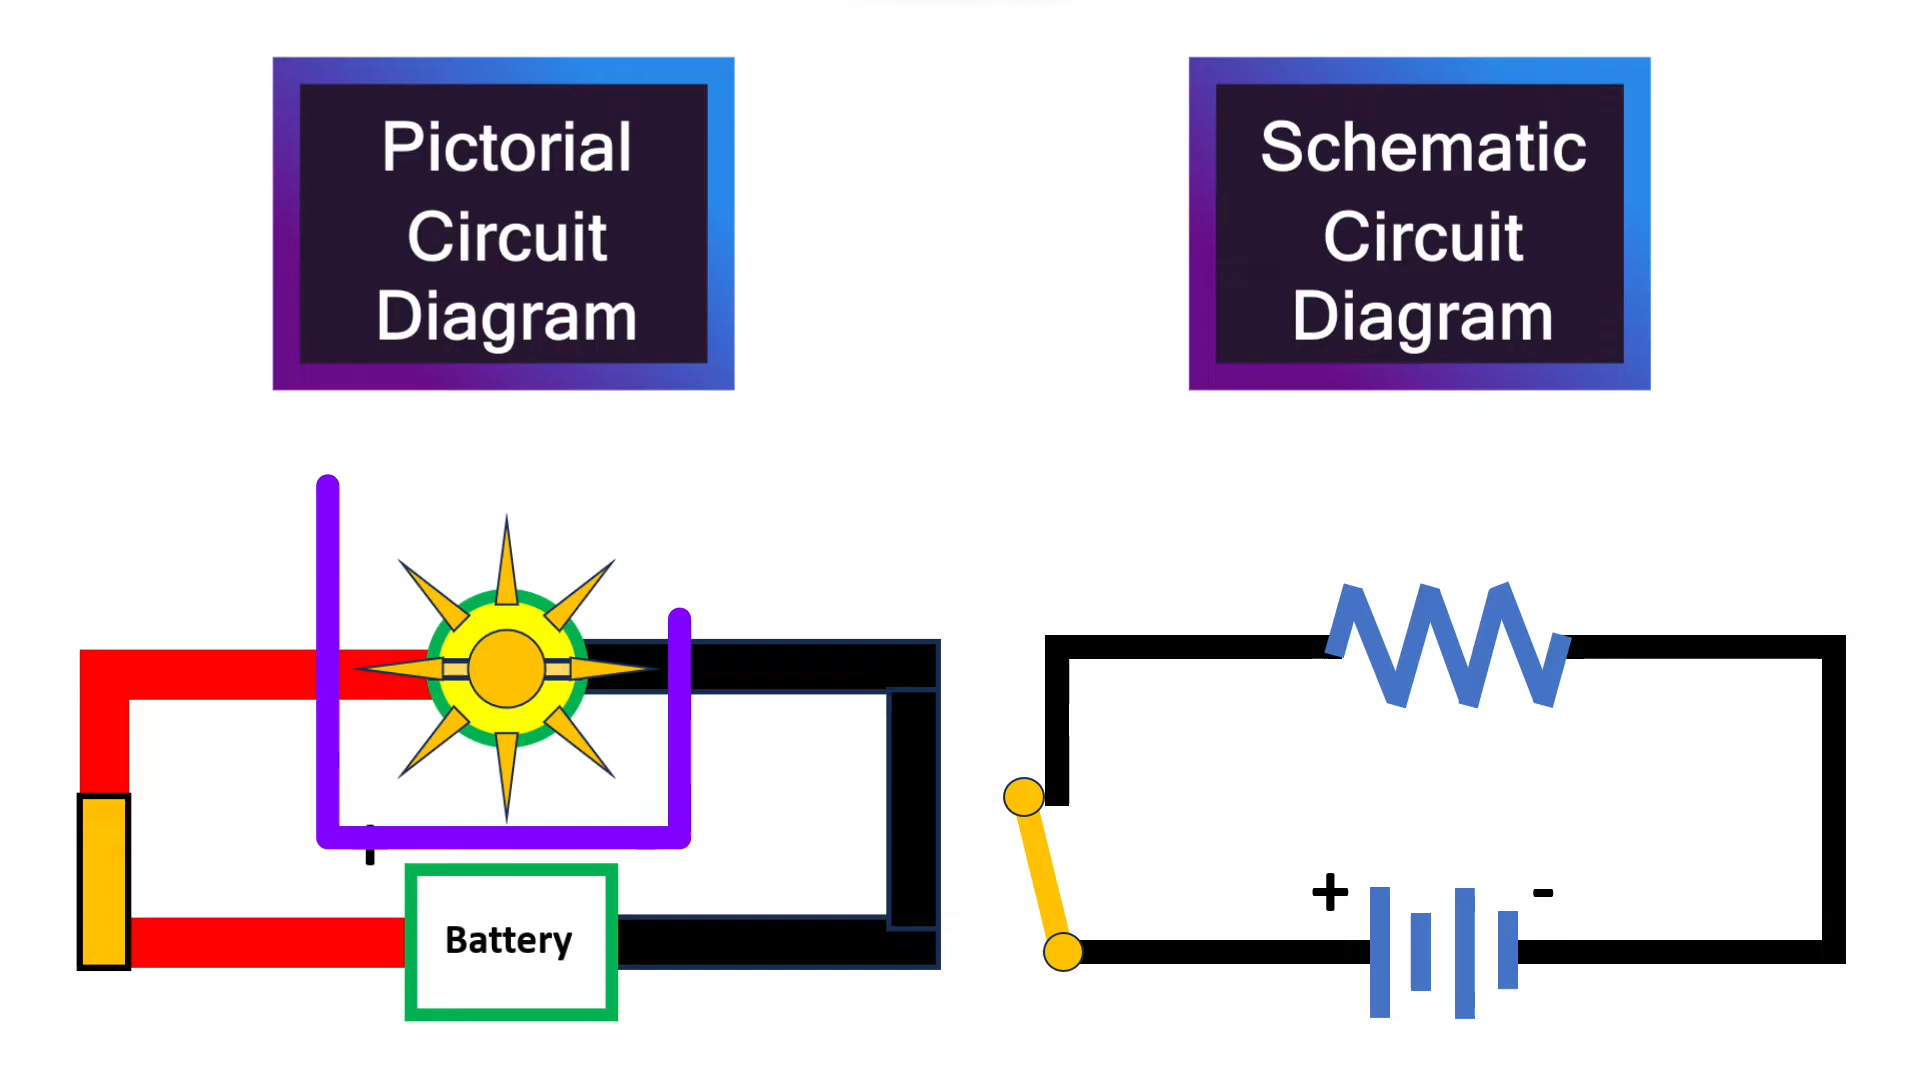 Pictorial
Circuit
Diagram
Schematic
Circuit
Diagram
+ -
Battery